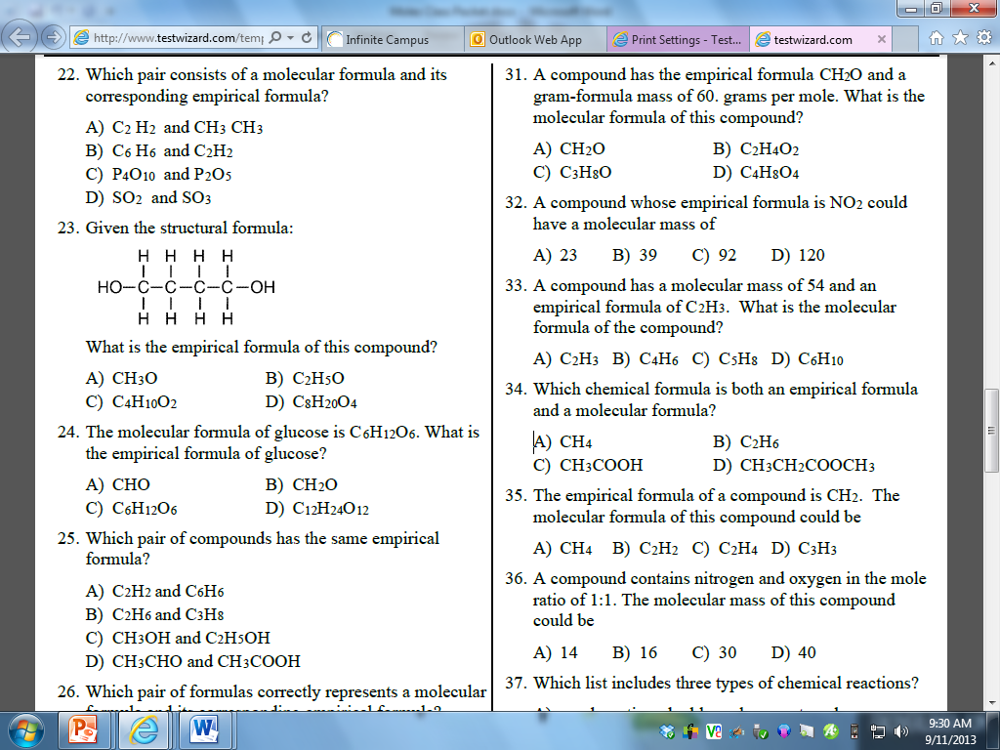 http://www.testwizard.com/temp
Infinite Campus
Outlook Web App
Print Settings - Test...
testwizard.com
22. Which pair consists of a molecular formula and its
corresponding empirical formula?
A) C2 H2 and CH3 CH3
B) C6 H6 and C2H2
C) P4O10 and P2O5
D) SO2 and SO3
23. Given the structural formula:
H H H H
HO–C–C–C–C–OH
H H H H
What is the empirical formula of this compound?
A) CH3O B) C2H5O
C) C4H10O2 D) C8H20O4
24. The molecular formula of glucose is C6H12O6. What is
the empirical formula of glucose?
A) CHO B) CH2O
C) C6H12O6 D) C12H24O12
25. Which pair of compounds has the same empirical
formula?
A) C2H2 and C6H6
B) C2H6 and C3H8
C) CH3OH and C2H5OH
D) CH3CHO and CH3COOH
26. Which pair of formulas correctly represents a molecular
formula and its corresponding empirical formula?
31. A compound has the empirical formula CH2O and a
gram-formula mass of 60. grams per mole. What is the
molecular formula of this compound?
A) CH2O B) C2H4O2
C) C3H8O D) C4H8O4
32. A compound whose empirical formula is NO2 could
have a molecular mass of
A) 23 B) 39 C) 92 D) 120
33. A compound has a molecular mass of 54 and an
empirical formula of C2H3. What is the molecular
formula of the compound?
A) C2H3 B) C4H6 C) C5H8 D) C6H10
34. Which chemical formula is both an empirical formula
and a molecular formula?
A) CH4 B) C2H6
C) CH3COOH D) CH3CH2COOCH3
35. The empirical formula of a compound is CH2. The
molecular formula of this compound could be
A) CH4 B) C2H2 C) C2H4 D) C3H3
36. A compound contains nitrogen and oxygen in the mole
ratio of 1:1. The molecular mass of this compound
could be
A) 14 B) 16 C) 30 D) 40
37. Which list includes three types of chemical reactions?
9:30 AM
9/11/2013